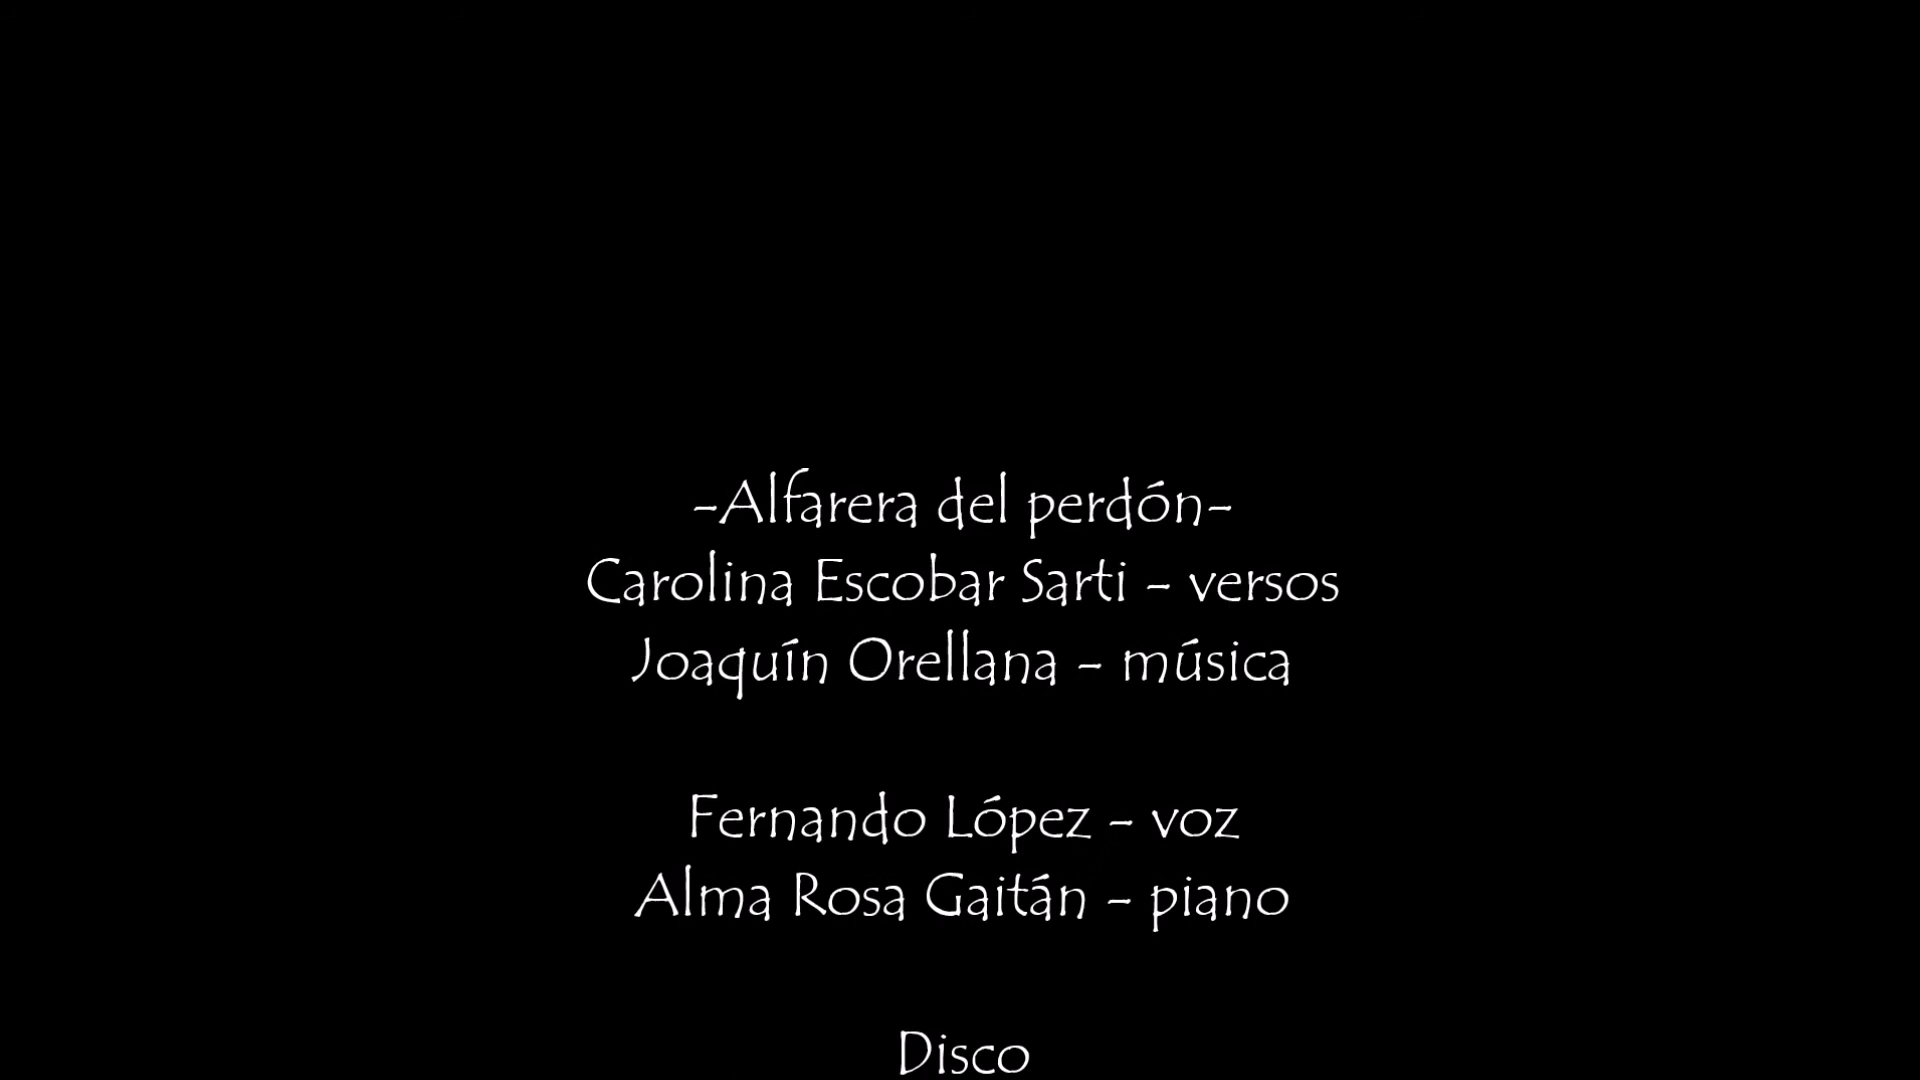 -Alfarera del perdón-
Carolina Escobar Sarti - versos
Joaquín Orellana - música
Fernando López - voz
Alma Rosa Gaitán - piano
Disco